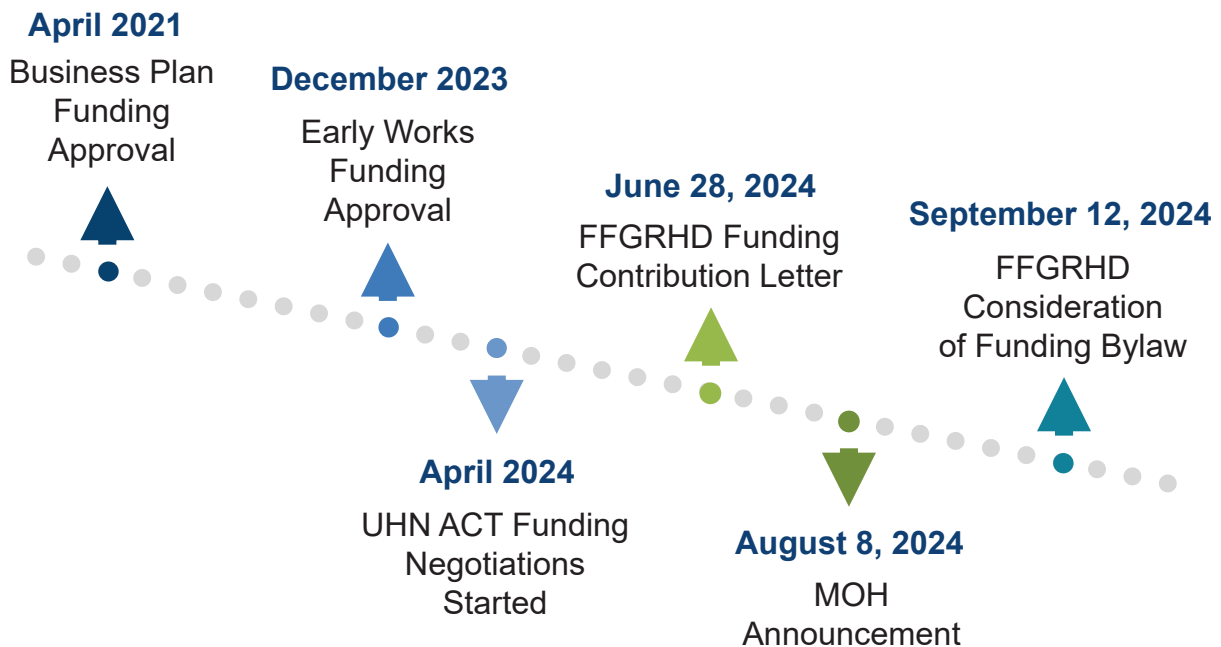 April 2021
Business Plan
Funding
Approval
December 2023
Early Works
Funding
Approval
April 2024
UHN ACT Funding
Negotiations
Started
June 28, 2024
FFGRHD Funding
Contribution Letter
August 8, 2024
MOH
Announcement
September 12, 2024
FFGRHD
Consideration
of Funding Bylaw